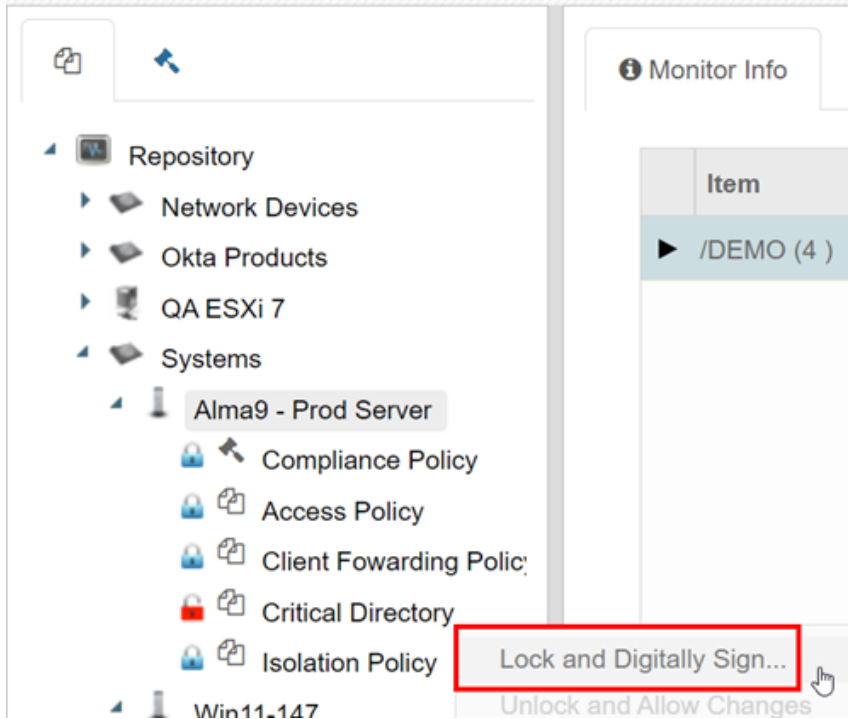 Monitor Info
Repository
Network Devices
Okta Products
QA ESXi 7
Systems
Alma9 - Prod Server
Compliance Policy
Access Policy
Client Fowarding Policy
Critical Directory
Isolation Policy
Win11-147
Item
/DEMO (4 )
Lock and Digitally Sign...
Unlock and Allow Changes